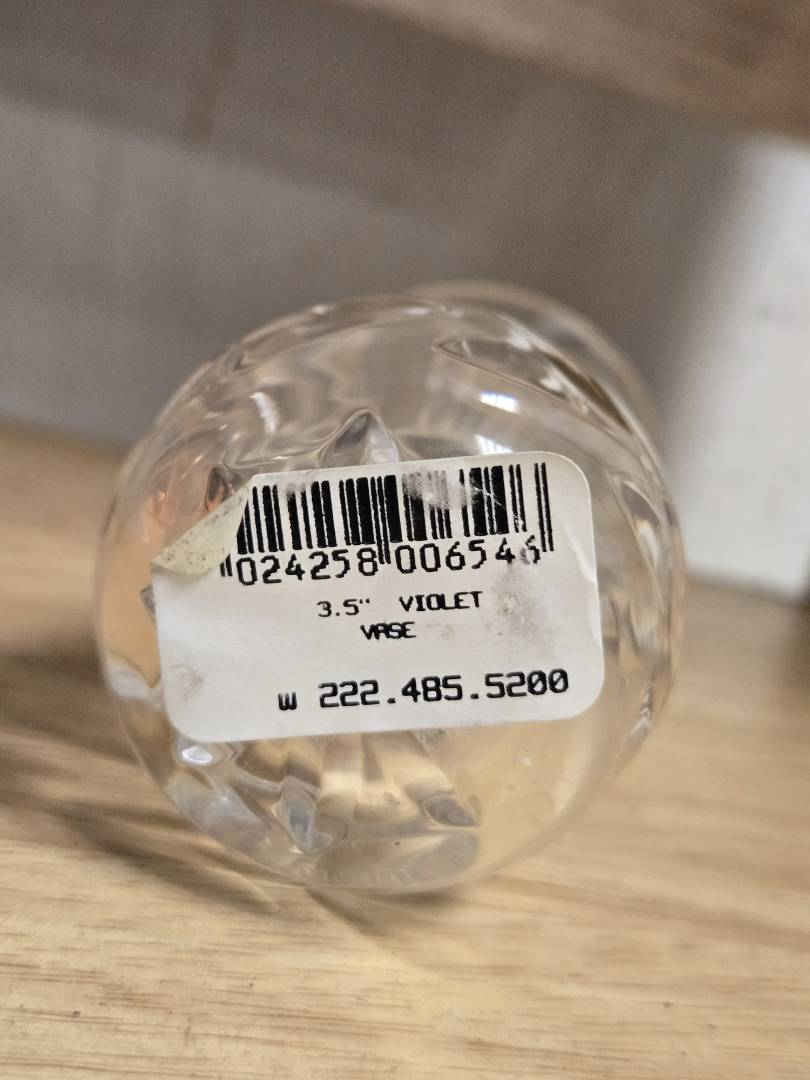 024258 006546
3.5" VIOLET
VASE
w 222.485.5200